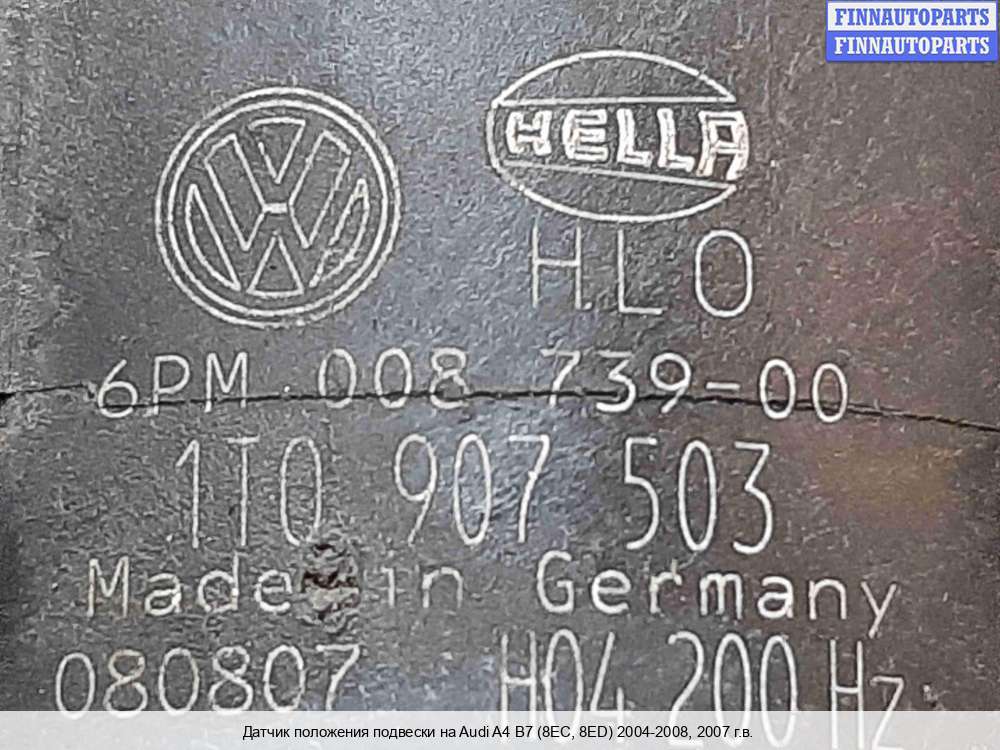 FINNAUTOPARTS
FINNAUTOPARTS
HELLA
HLO
6PM 008 739-00
1T0 907 503
Made in Germany
080807 H04 200 Hz
Датчик положения подвески на Audi A4 B7 (8EC, 8ED) 2004-2008, 2007 г.в.